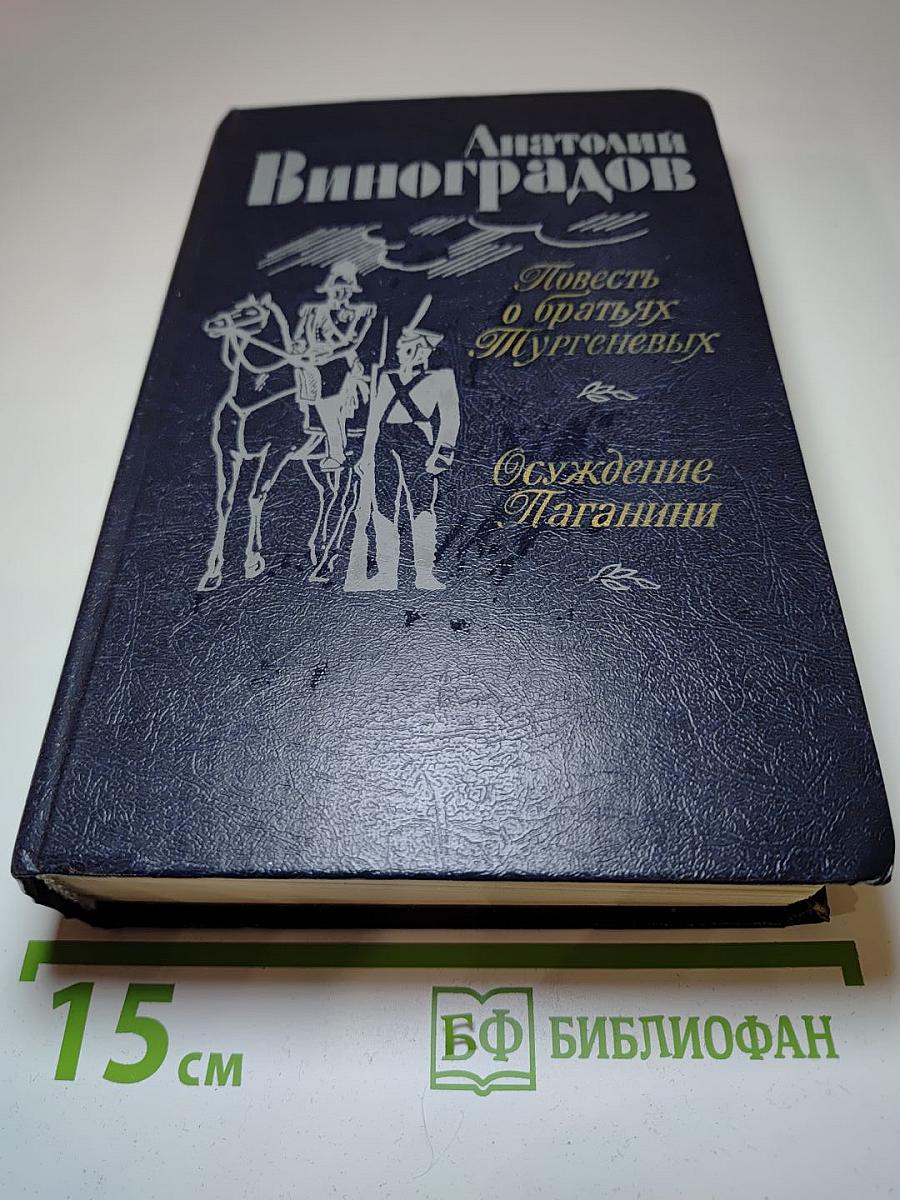 Анатолий
Виноградов
Повесть
о братьях
Тургеневых
Осуждение
Паганини
15 см
БФ БИБЛИОФАН